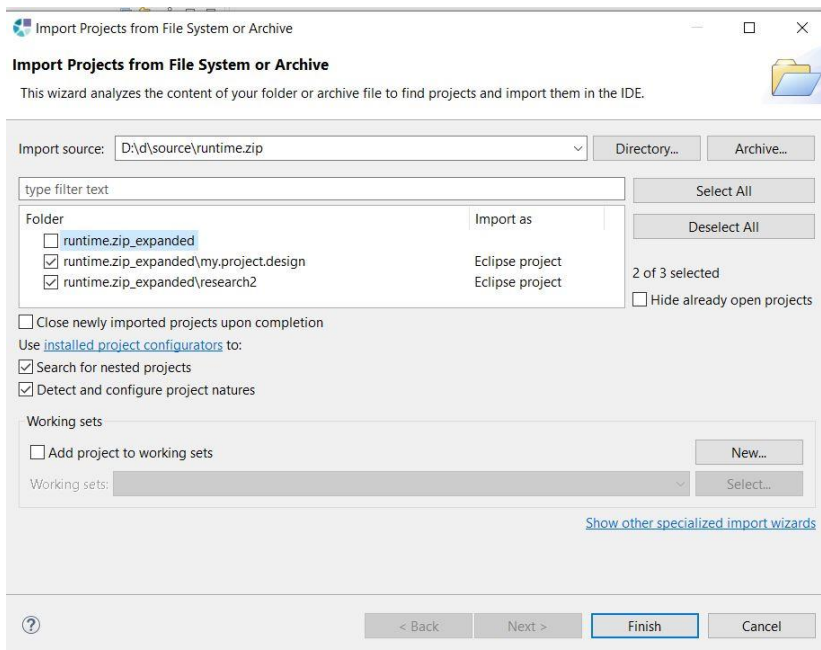 Import Projects from File System or Archive
Import Projects from File System or Archive
This wizard analyzes the content of your folder or archive file to find projects and import them in the IDE.
Import source: D:\d\source\runtime.zip Directory... Archive...
type filter text Select All
Folder Import as Deselect All
runtime.zip_expanded
runtime.zip_expanded\my.project.design Eclipse project
runtime.zip_expanded\research2 Eclipse project
2 of 3 selected
Hide already open projects
Close newly imported projects upon completion
Use installed project configurators to:
Search for nested projects
Detect and configure project natures
Working sets
Add project to working sets New...
Working sets: Select...
Show other specialized import wizards
? < Back Next > Finish Cancel